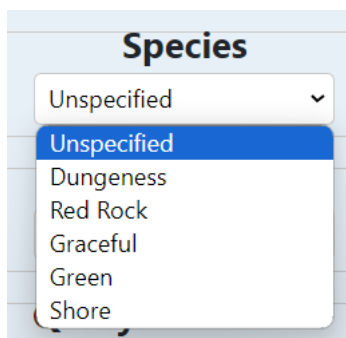 Species
Unspecified
Unspecified
Dungeness
Red Rock
Graceful
Green
Shore